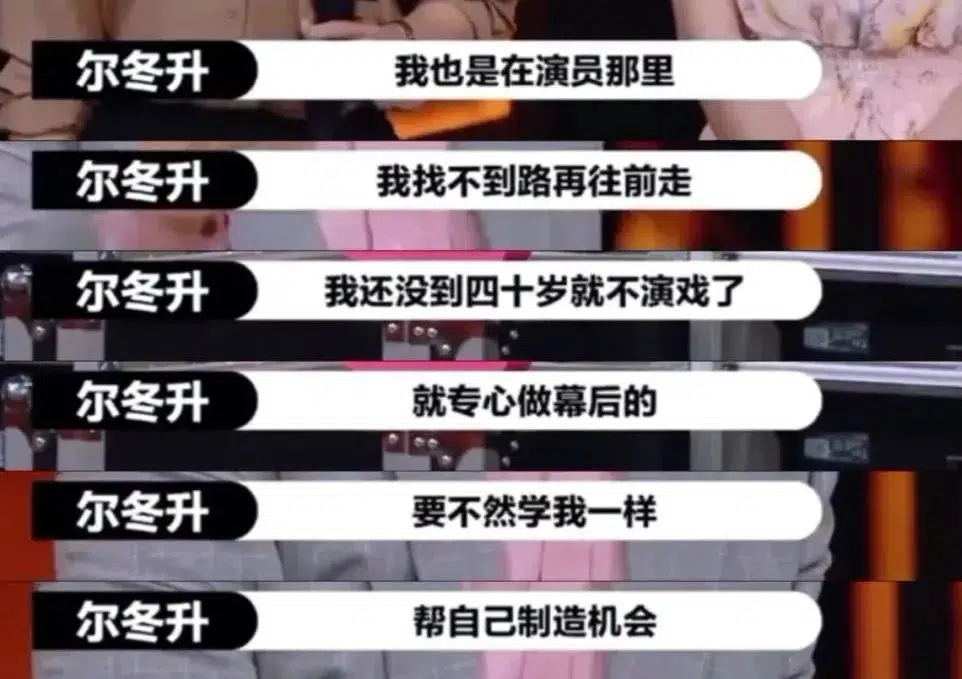 尔冬升 我也是在演员那里
尔冬升 我找不到路再往前走
尔冬升 我还没到四十岁就不演戏了
尔冬升 就专心做幕后的
尔冬升 要不然学我一样
尔冬升 帮自己制造机会